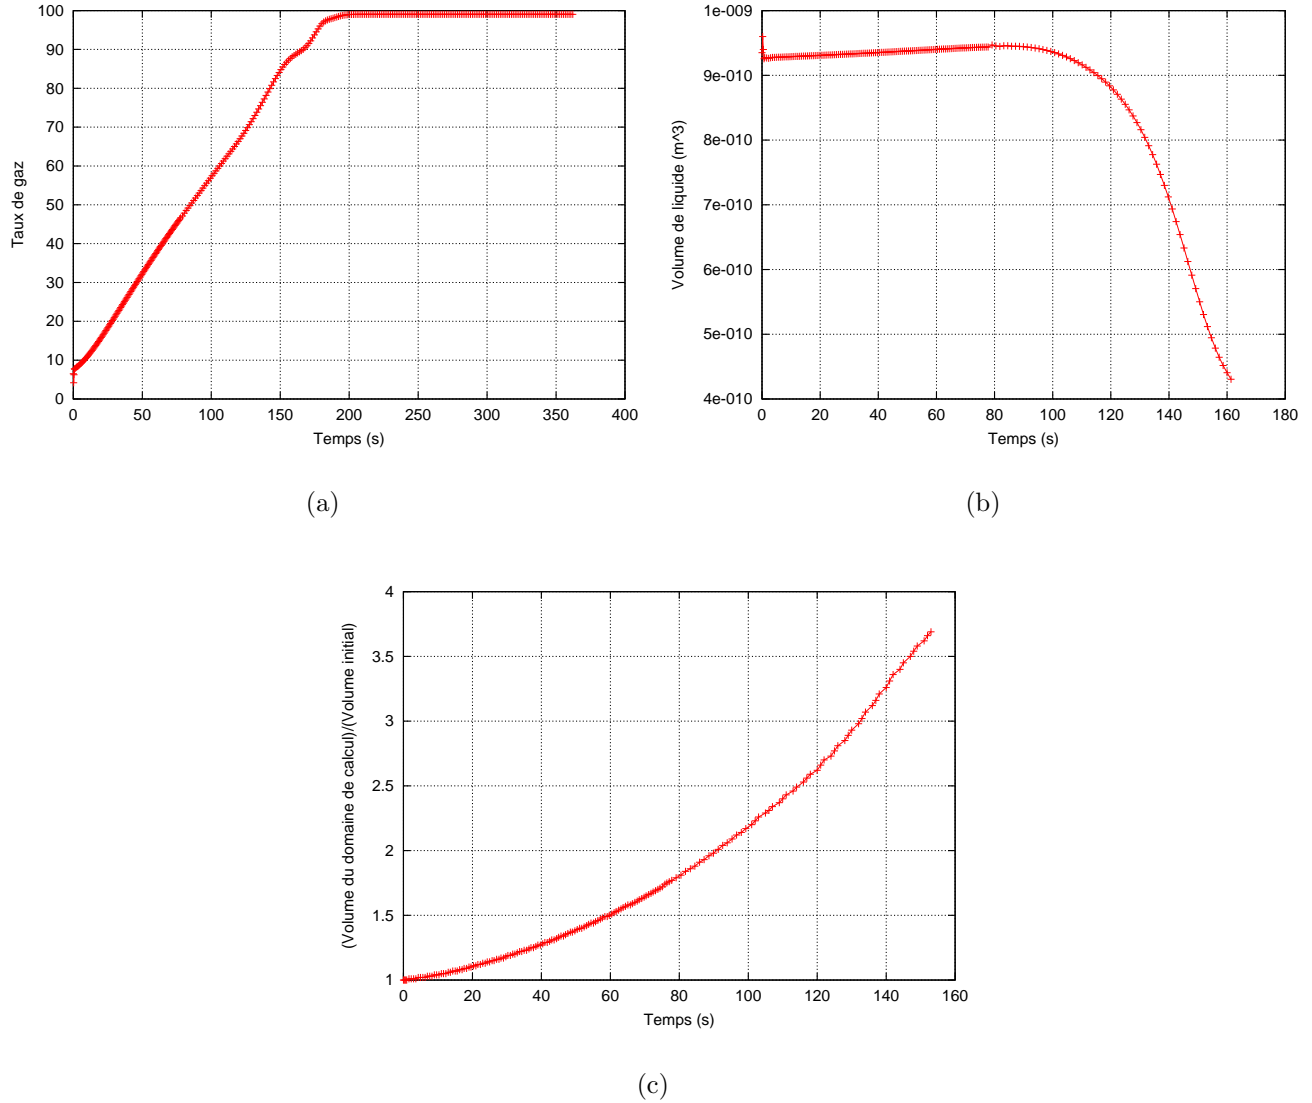 100
90
80
70
60
50
40
30
20
10
0
Taux de gaz
0 50 100 150 200 250 300 350 400
Temps (s)
(a)
1e-009
9e-010
8e-010
7e-010
6e-010
5e-010
4e-010
Volume de liquide (m^3)
0 20 40 60 80 100 120 140 160 180
Temps (s)
(b)
4
3.5
3
2.5
2
1.5
1
(Volume du domaine de calcul)/(Volume initial)
0 20 40 60 80 100 120 140 160
Temps (s)
(c)